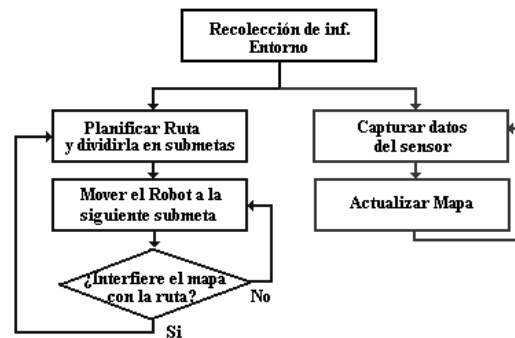 Recolección de inf.
Entorno
Planificar Ruta
y dividirla en submetas
Mover el Robot a la
siguiente submeta
¿Interfiere el mapa
con la ruta?
No
Si
Capturar datos
del sensor
Actualizar Mapa